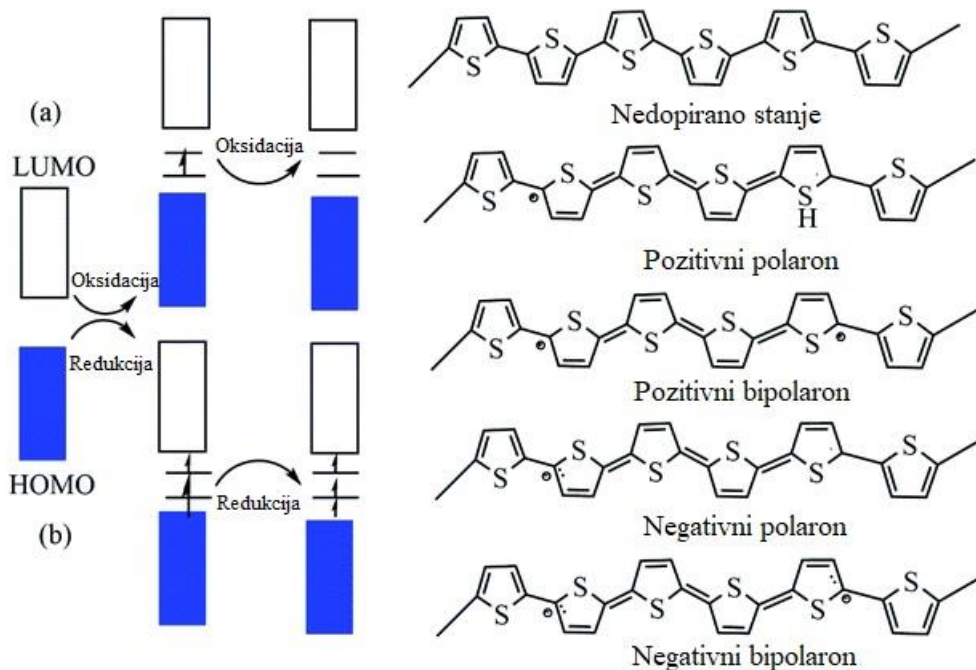 (a)
LUMO
Oksidacija
Oksidacija
Redukcija
HOMO
(b)
Redukcija
S S S S S S
Nedopirano stanje
S S S S S S
H
Pozitivni polaron
S S S S S S
Pozitivni bipolaron
S S S S S S
Negativni polaron
S S S S S S
Negativni bipolaron